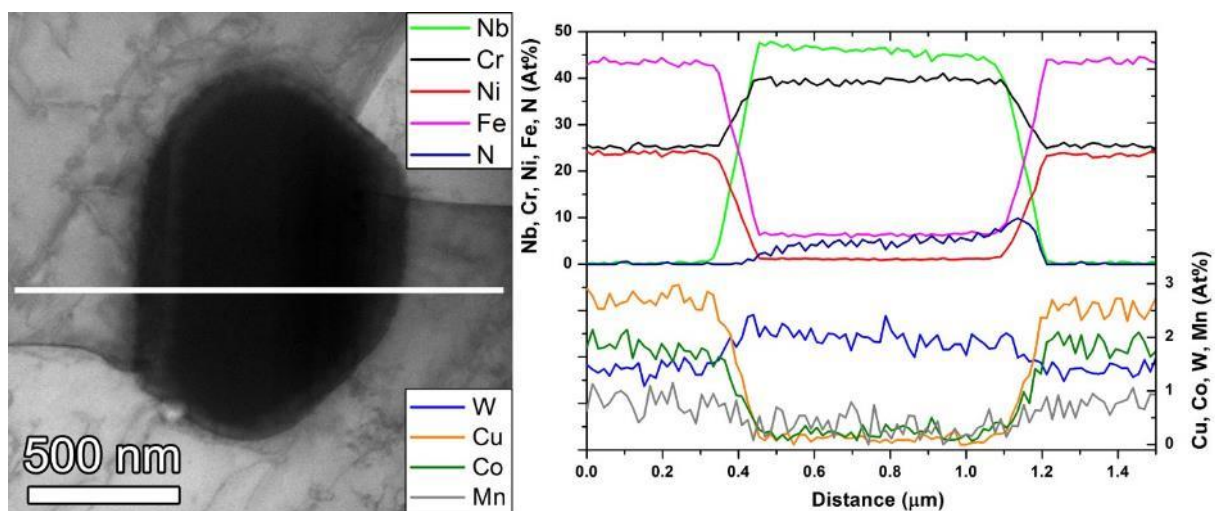 Nb
Cr
Ni
Fe
N
W
Cu
Co
Mn
500 nm
Nb, Cr, Ni, Fe, N (At%)
50
40
30
20
10
0
3
2
1
0
Cu, Co, W, Mn (At%)
0.0 0.2 0.4 0.6 0.8 1.0 1.2 1.4
Distance (μm)